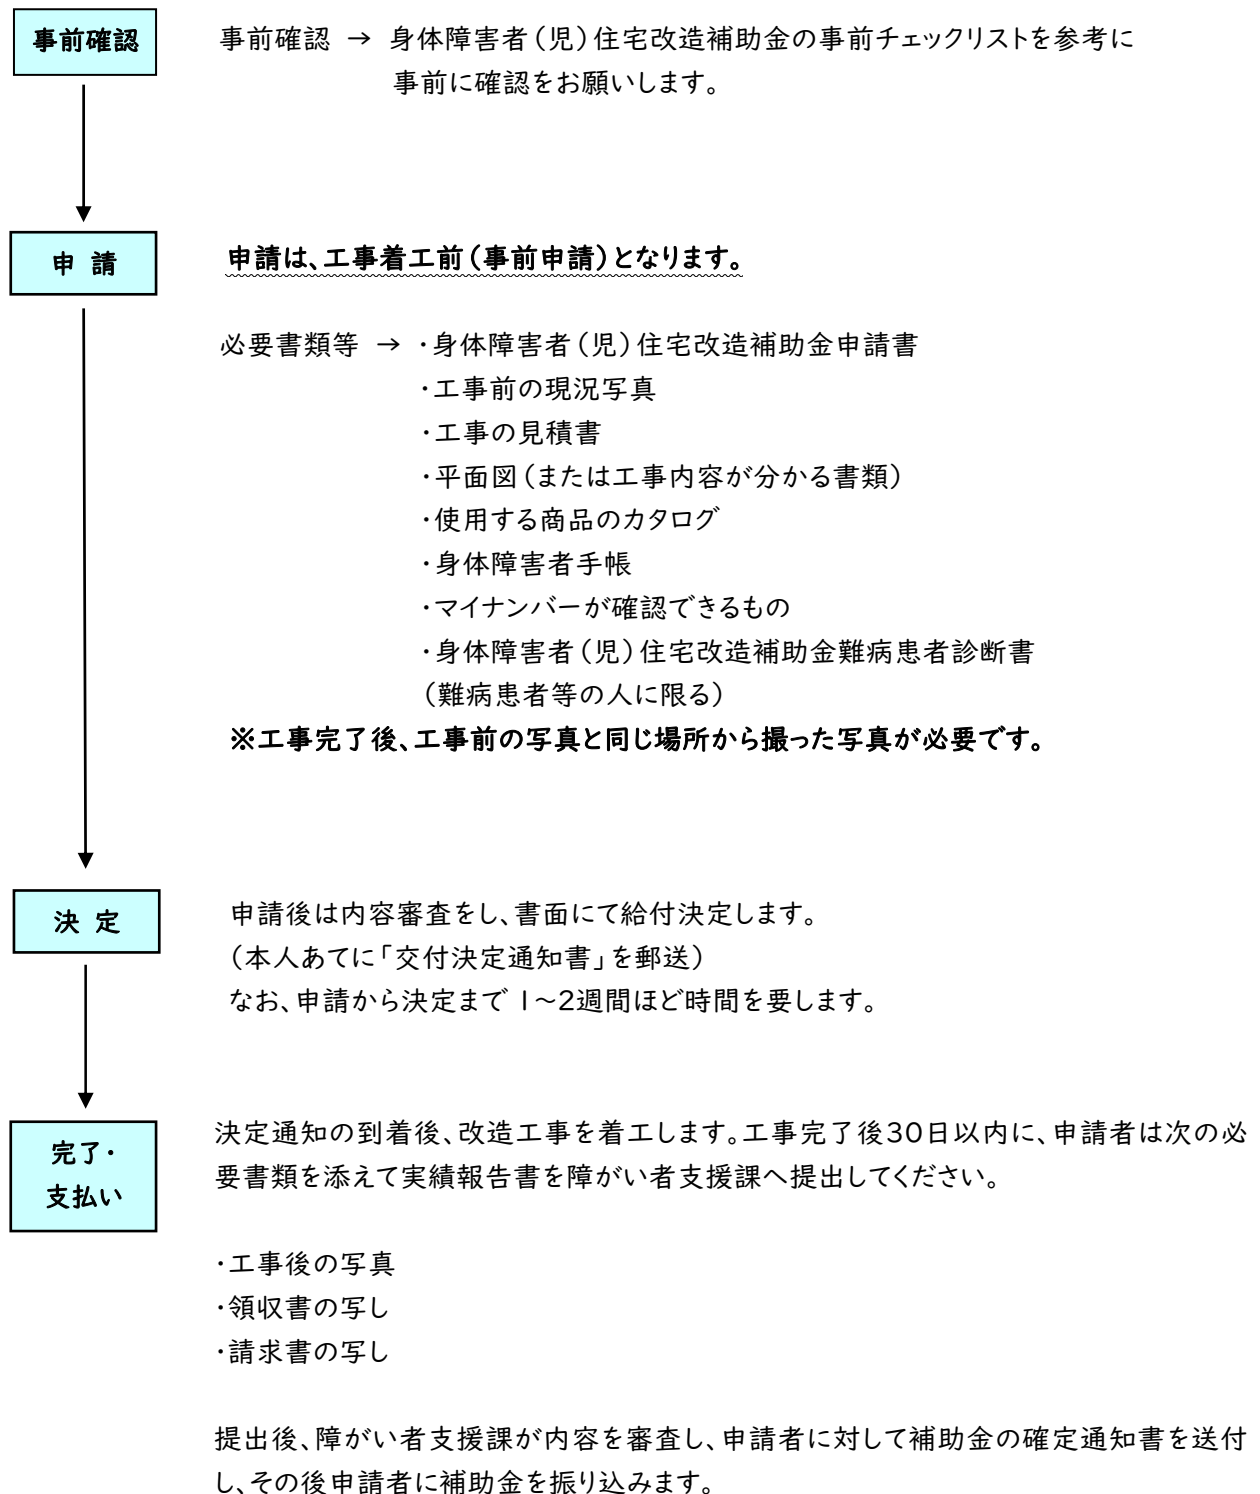 事前確認
事前確認 → 身体障害者（児）住宅改造補助金の事前チェックリストを参考に
事前に確認をお願いします。
申 請
申請は、工事着工前（事前申請）となります。
必要書類等 → ・身体障害者（児）住宅改造補助金申請書
・工事前の現況写真
・工事の見積書
・平面図（または工事内容が分かる書類）
・使用する商品のカタログ
・身体障害者手帳
・マイナンバーが確認できるもの
・身体障害者（児）住宅改造補助金難病患者診断書
（難病患者等の人に限る）
※工事完了後、工事前の写真と同じ場所から撮った写真が必要です。
決 定
申請後は内容審査をし、書面にて給付決定します。
（本人あてに「交付決定通知書」を郵送）
なお、申請から決定まで 1～2週間ほど時間を要します。
完了・
支払い
決定通知の到着後、改造工事を着工します。工事完了後30日以内に、申請者は次の必
要書類を添えて実績報告書を障がい者支援課へ提出してください。
・工事後の写真
・領収書の写し
・請求書の写し
提出後、障がい者支援課が内容を審査し、申請者に対して補助金の確定通知書を送付
し、その後申請者に補助金を振り込みます。